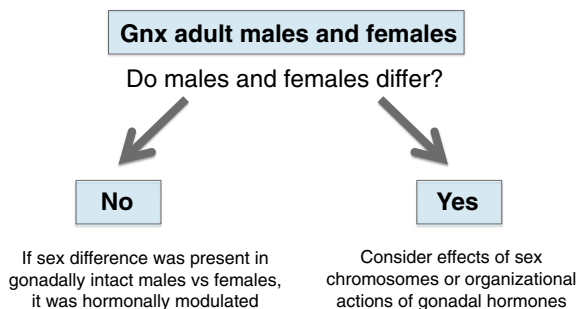 Gnx adult males and females
Do males and females differ?
No
Yes
If sex difference was present in
gonadally intact males vs females,
it was hormonally modulated
Consider effects of sex
chromosomes or organizational
actions of gonadal hormones